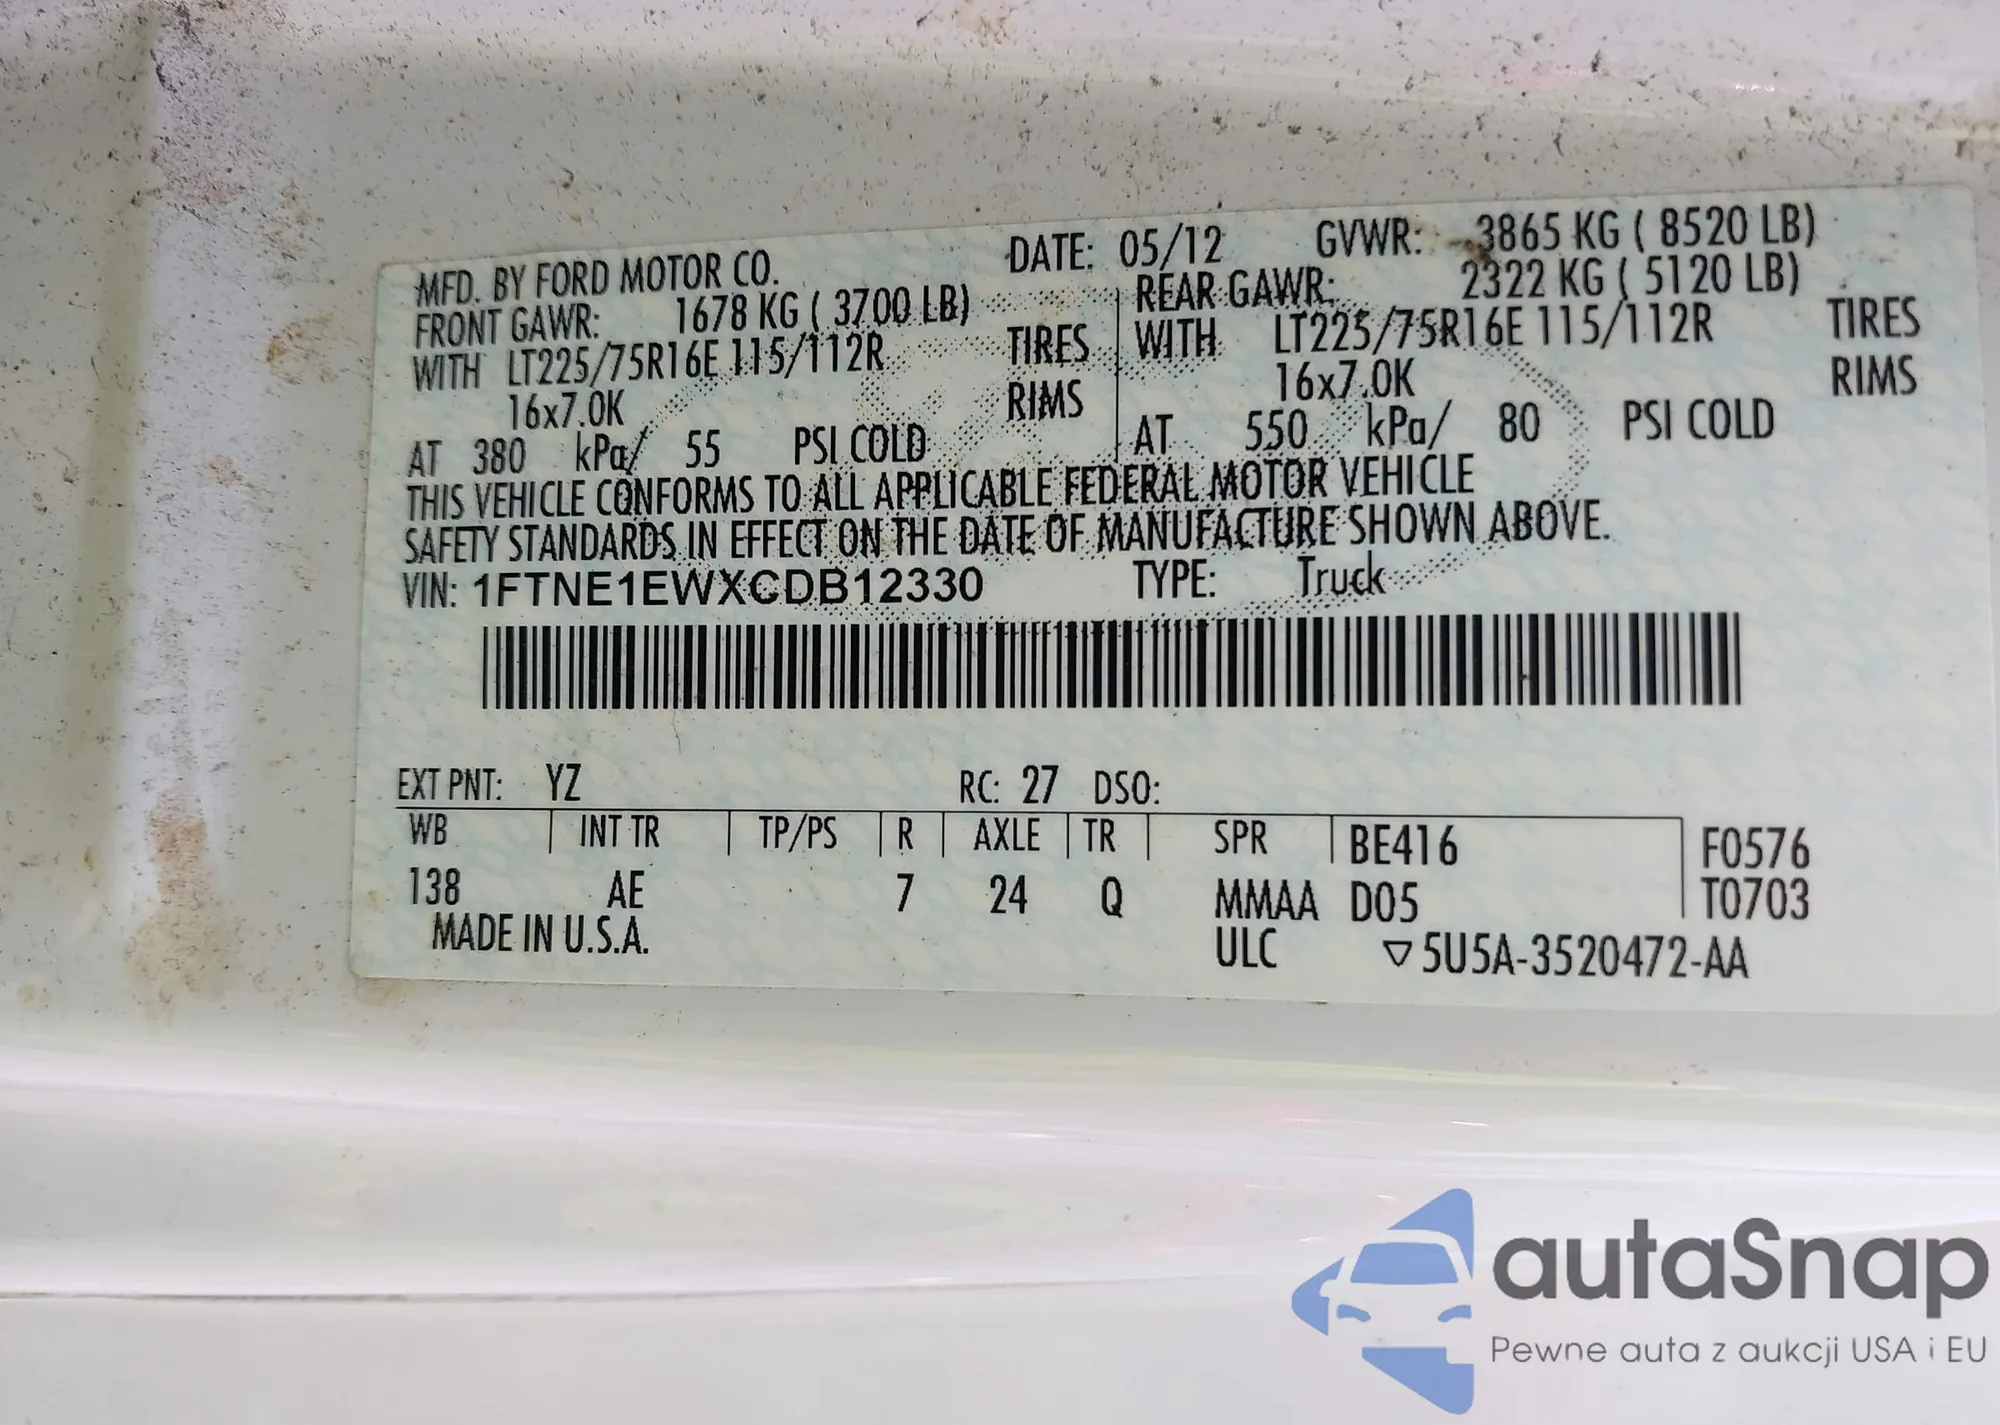 MFD. BY FORD MOTOR CO. DATE: 05/12 GVWR: 3865 KG ( 8520 LB)
FRONT GAWR: 1678 KG ( 3700 LB) REAR GAWR: 2322 KG ( 5120 LB)
WITH LT225/75R16E 115/112R TIRES WITH LT225/75R16E 115/112R TIRES
16x7.0K RIMS 16x7.0K RIMS
AT 380 kPa/ 55 PSI COLD AT 550 kPa/ 80 PSI COLD
THIS VEHICLE CONFORMS TO ALL APPLICABLE FEDERAL MOTOR VEHICLE
SAFETY STANDARDS IN EFFECT ON THE DATE OF MANUFACTURE SHOWN ABOVE.
VIN: 1FTNE1EWXCDB12330 TYPE: Truck
EXT PNT: YZ RC: 27 DSO:
WB INT TR TP/PS R AXLE TR SPR BE416 F0576
138 AE 7 24 Q MMAA D05 T0703
MADE IN U.S.A. ULC ▽5U5A-3520472-AA
autaSnap
Pewne auta z aukcji USA i EU